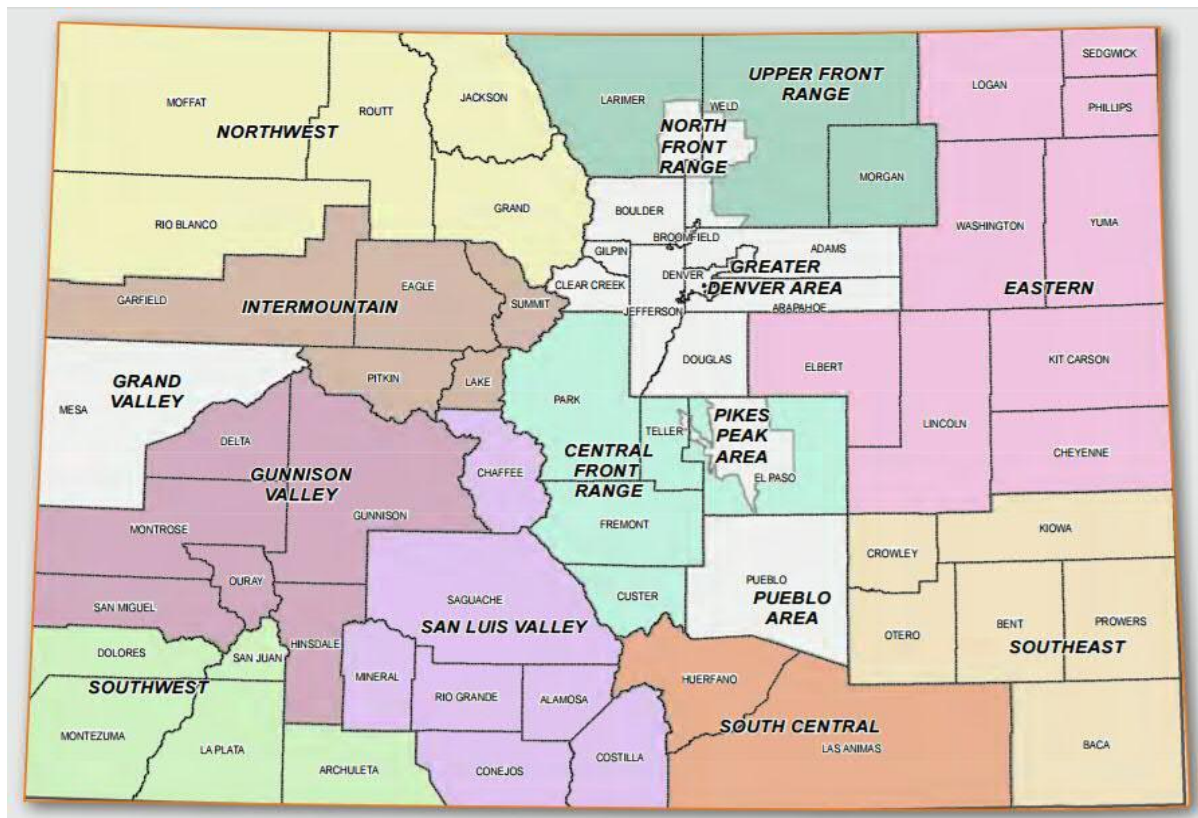 SEDGWICK
LOGAN
UPPER FRONT
RANGE
JACKSON
LARIMER
MOFFAT
WELD
PHILLIPS
ROUTT
NORTHWEST
NORTH
FRONT
RANGE
MORGAN
GRAND
BOULDER
RIO BLANCO
WASHINGTON
YUMA
BROOMFIELD
GILPIN
ADAMS
GREATER
DENVER AREA
DENVER
CLEAR CREEK
EAGLE
EASTERN
GARFIELD
INTERMOUNTAIN
SUMMIT
JEFFERSON
ARAPAHOE
DOUGLAS
ELBERT
KIT CARSON
PITKIN
LAKE
GRAND
VALLEY
MESA
PARK
PIKES
PEAK
AREA
TELLER
LINCOLN
DELTA
CENTRAL
FRONT
RANGE
CHEYENNE
CHAFFEE
GUNNISON
VALLEY
EL PASO
GUNNISON
MONTROSE
FREMONT
KIOWA
CROWLEY
OURAY
PUEBLO
PUEBLO
AREA
SAGUACHE
CUSTER
SAN MIGUEL
SAN LUIS VALLEY
BENT
PROWERS
OTERO
SOUTHEAST
HINSDALE
DOLORES
SAN JUAN
MINERAL
HUERFANO
SOUTHWEST
RIO GRANDE
ALAMOSA
SOUTH CENTRAL
MONTEZUMA
LA PLATA
LAS ANIMAS
BACA
COSTILLA
ARCHULETA
CONEJOS